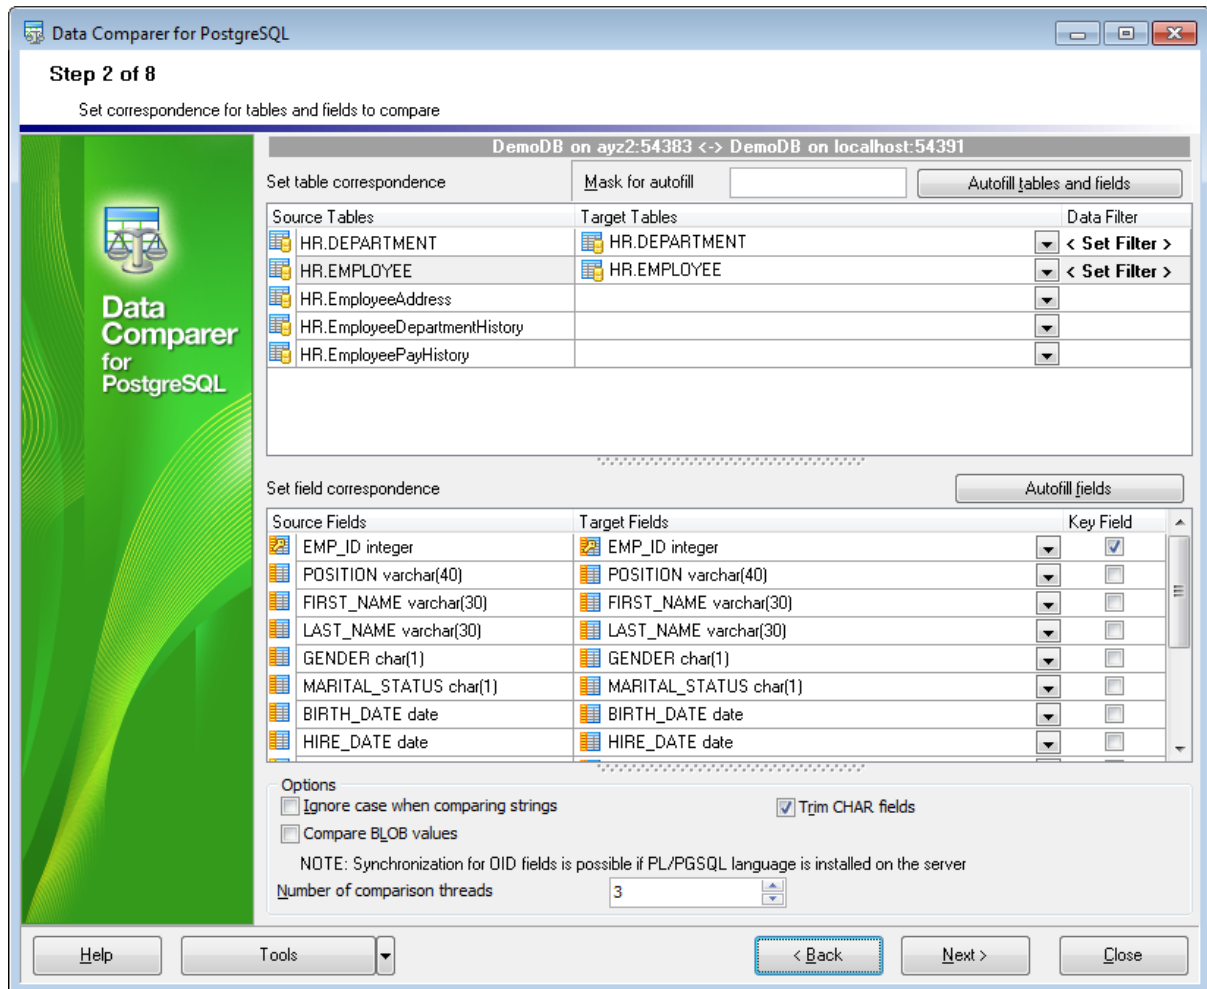 Data Comparer for PostgreSQL
Step 2 of 8
Set correspondence for tables and fields to compare
Data
Comparer
for
PostgreSQL
DemoDB on ayz2:54383 <-> DemoDB on localhost:54391
Set table correspondence Mask for autofill Autofill tables and fields
Source Tables Target Tables Data Filter
HR.DEPARTMENT HR.DEPARTMENT < Set Filter >
HR.EMPLOYEE HR.EMPLOYEE < Set Filter >
HR.EmployeeAddress
HR.EmployeeDepartmentHistory
HR.EmployeePayHistory
Set field correspondence Autofill fields
Source Fields Target Fields Key Field
EMP_ID integer EMP_ID integer
POSITION varchar(40) POSITION varchar(40)
FIRST_NAME varchar(30) FIRST_NAME varchar(30)
LAST_NAME varchar(30) LAST_NAME varchar(30)
GENDER char(1) GENDER char(1)
MARITAL_STATUS char(1) MARITAL_STATUS char(1)
BIRTH_DATE date BIRTH_DATE date
HIRE_DATE date HIRE_DATE date
Options
Ignore case when comparing strings Trim CHAR fields
Compare BLOB values
NOTE: Synchronization for OID fields is possible if PL/PGSQL language is installed on the server
Number of comparison threads 3
Help Tools < Back Next > Close